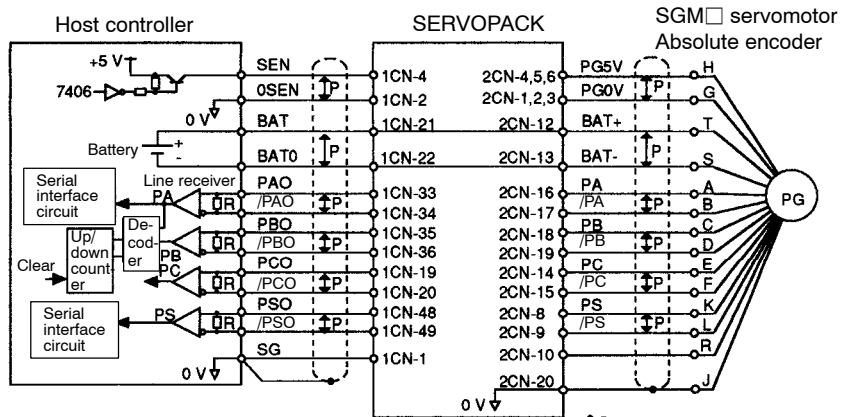 Host controller
SERVOPACK
SGM□ servomotor
Absolute encoder
+5 V
7406
0 V
SEN
0SEN
P
1CN-4
1CN-2
2CN-4,5,6
2CN-1,2,3
PG5V
PG0V
P
H
G
Battery
+
-
BAT
BAT0
P
1CN-21
1CN-22
2CN-12
2CN-13
BAT+
BAT-
P
T
S
Serial
interface
circuit
Line receiver
PA
R
PAO
/PAO
P
1CN-33
1CN-34
2CN-16
2CN-17
PA
/PA
P
A
B
PG
Clear
Up/
down
count-
er
De-
cod-
er
PB
R
PBO
/PBO
P
1CN-35
1CN-36
2CN-18
2CN-19
PB
/PB
P
C
D
PC
R
PCO
/PCO
P
1CN-19
1CN-20
2CN-14
2CN-15
PC
/PC
P
E
F
Serial
interface
circuit
PS
R
PSO
/PSO
P
1CN-48
1CN-49
2CN-8
2CN-9
PS
/PS
P
K
L
2CN-10
R
0 V
SG
1CN-1
2CN-20
J
0 V